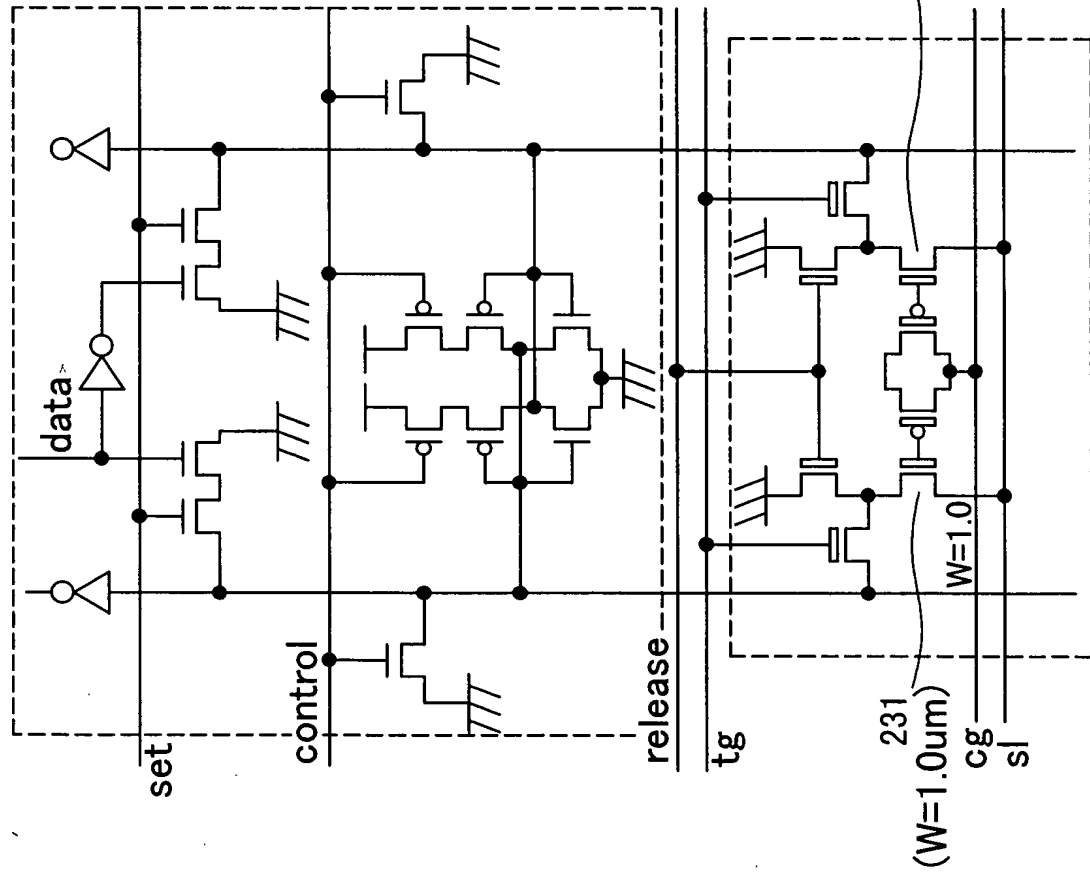 data
set
control
release
tg
W=1.0
231
(W=1.0um)
cg
sl